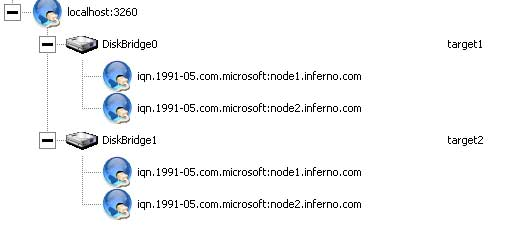 localhost:3260
DiskBridge0 target1
iqn.1991-05.com.microsoft:node1.inferno.com
iqn.1991-05.com.microsoft:node2.inferno.com
DiskBridge1 target2
iqn.1991-05.com.microsoft:node1.inferno.com
iqn.1991-05.com.microsoft:node2.inferno.com